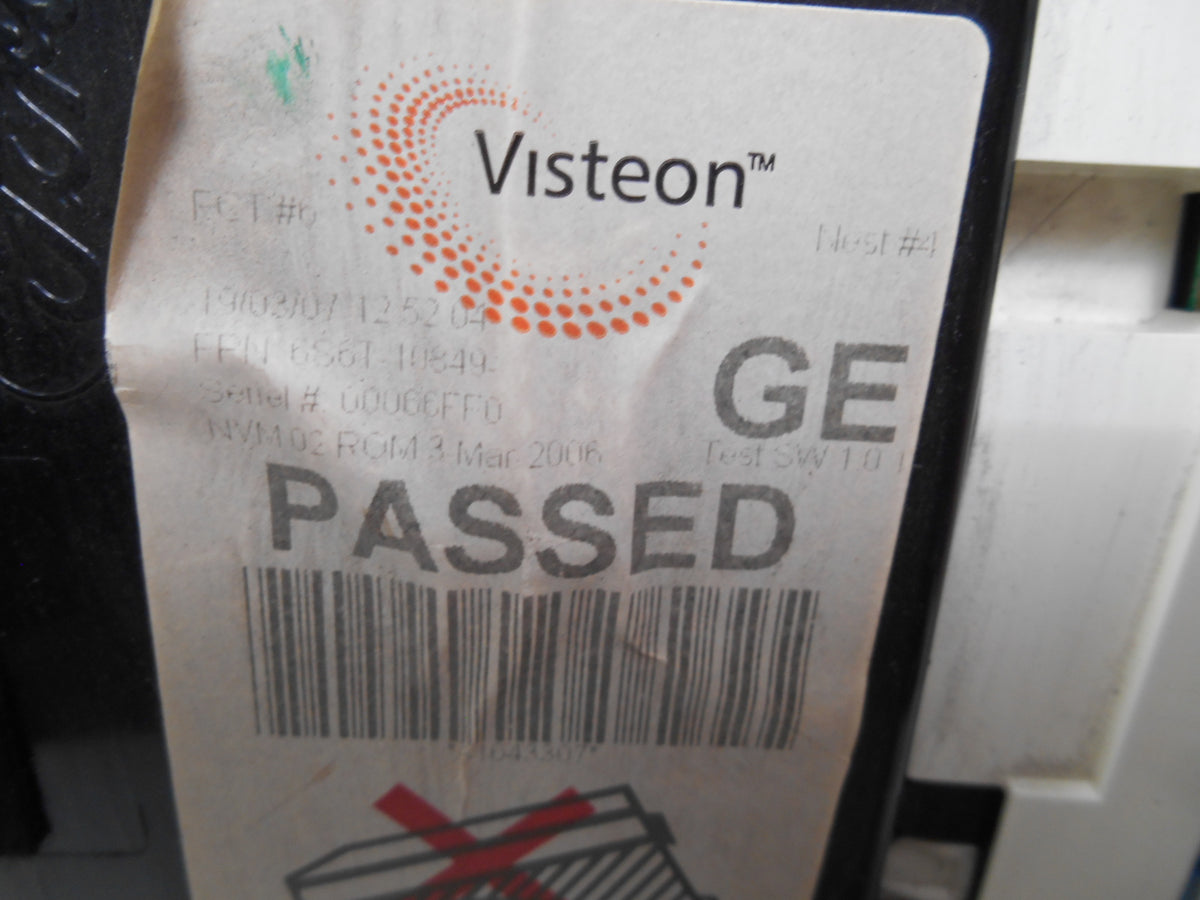 Visteon™
FCT #6
Nest #4
19/03/07 12:52:04
FPN: 6S6T-10849-
GE
Serial #: 00066FF0
NVM 02 ROM 3 Mar 2006
Test SW 1.0
PASSED